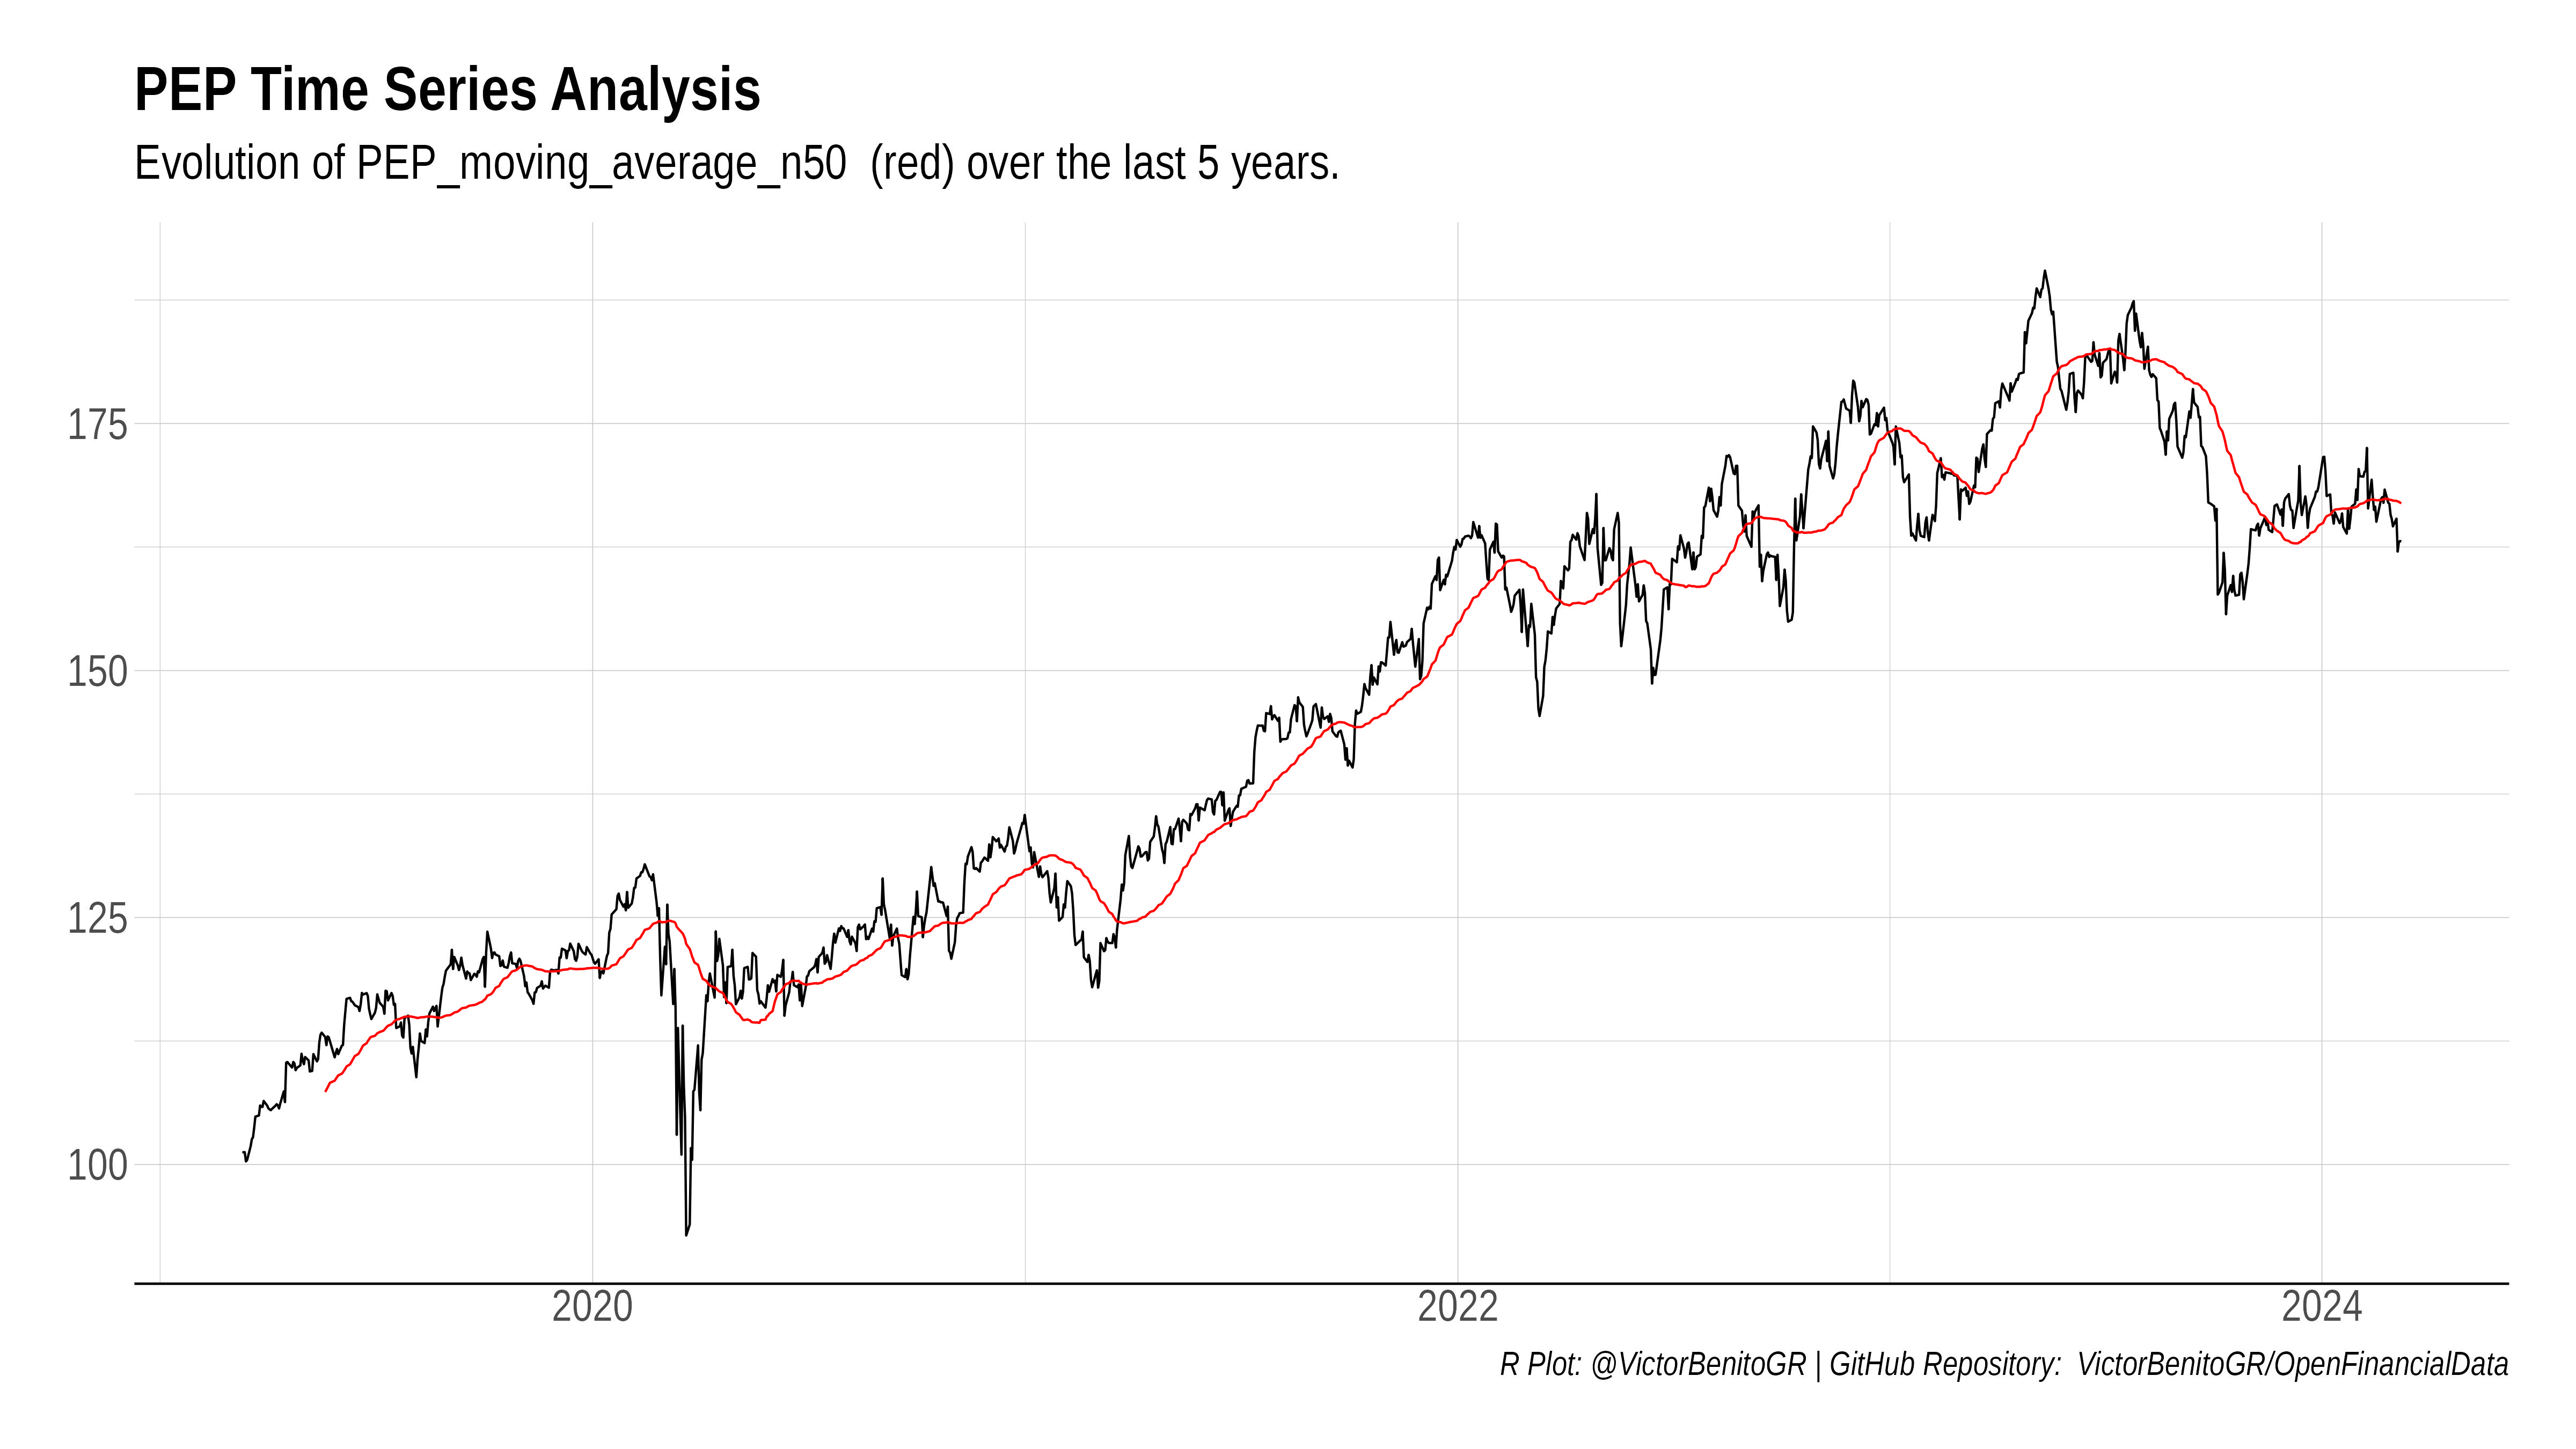 PEP Time Series Analysis
Evolution of PEP_moving_average_n50  (red) over the last 5 years.
175
150
125
100
2020 2022 2024
R Plot: @VictorBenitoGR | GitHub Repository:  VictorBenitoGR/OpenFinancialData